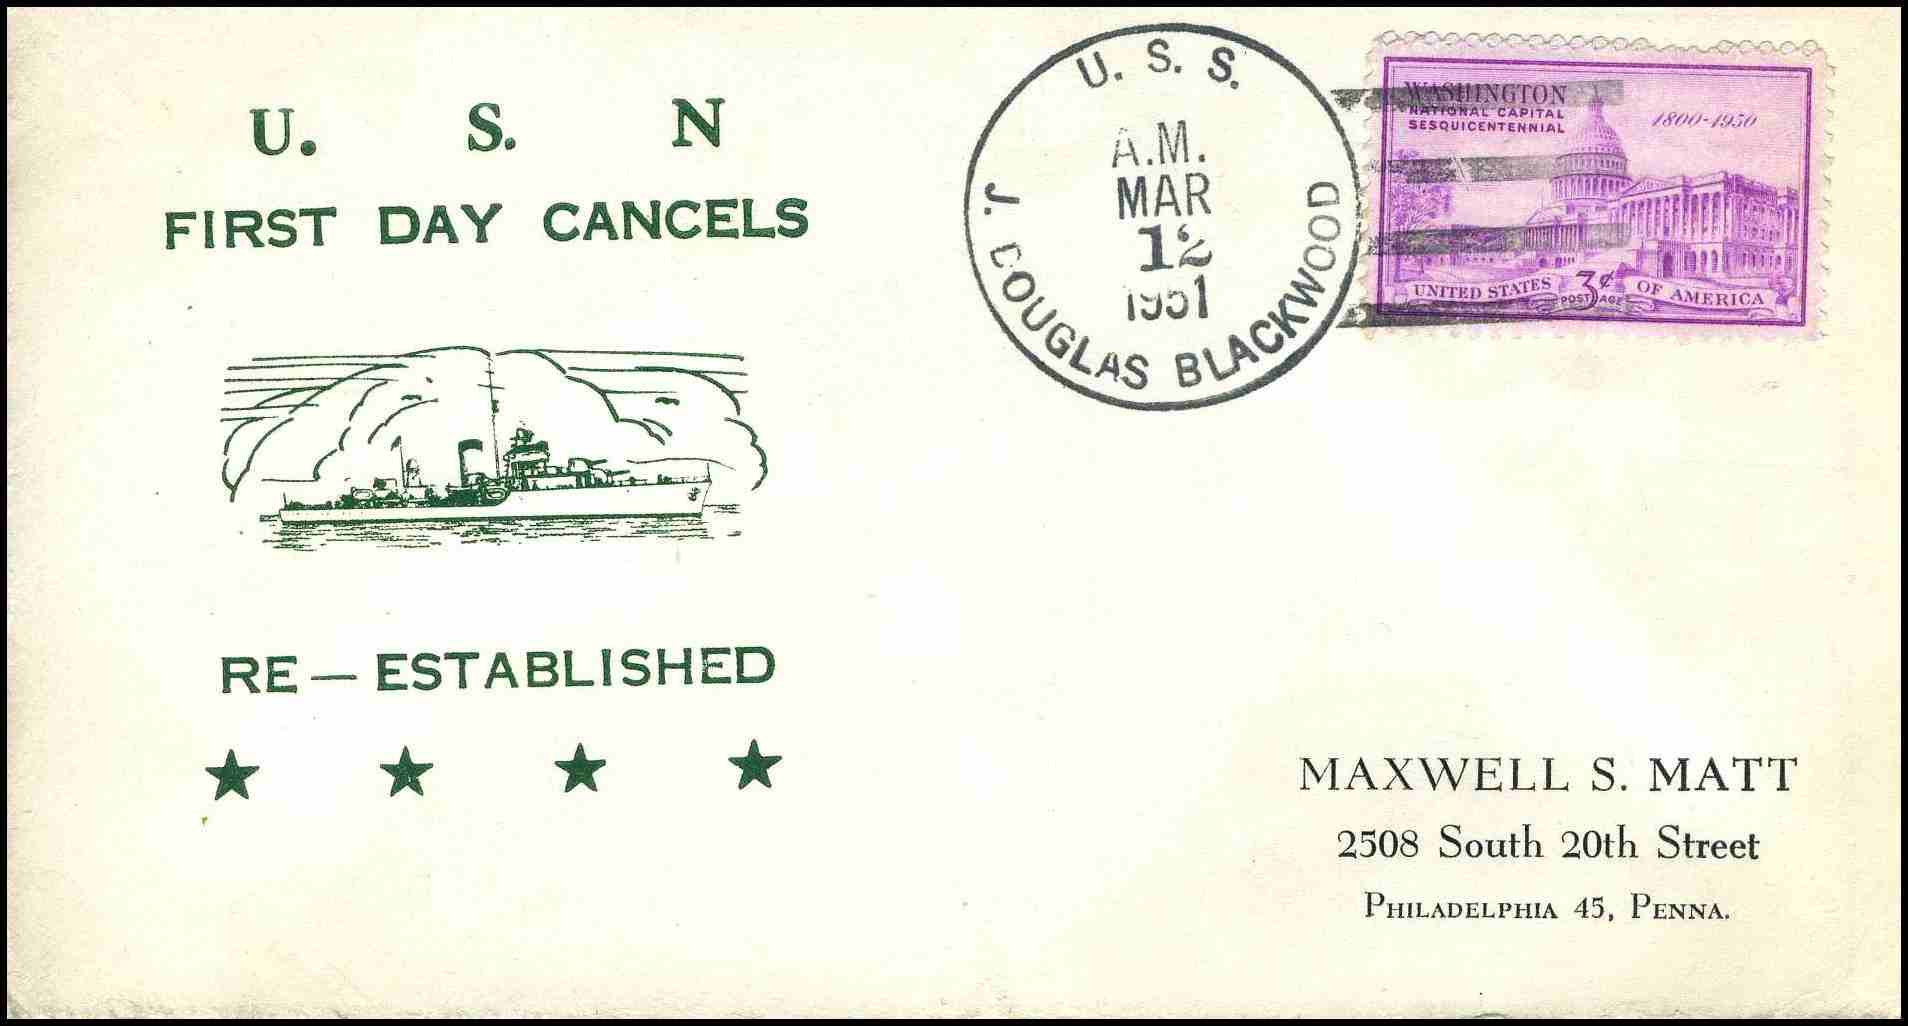 U. S. N
FIRST DAY CANCELS
RE—ESTABLISHED
U. S. S.
J. DOUGLAS BLACKWOOD
A.M.
MAR
12
1951
WASHINGTON
NATIONAL CAPITAL
SESQUICENTENNIAL
1800-1950
UNITED STATES 3¢ OF AMERICA
POSTAGE
MAXWELL S. MATT
2508 South 20th Street
PHILADELPHIA 45, PENNA.